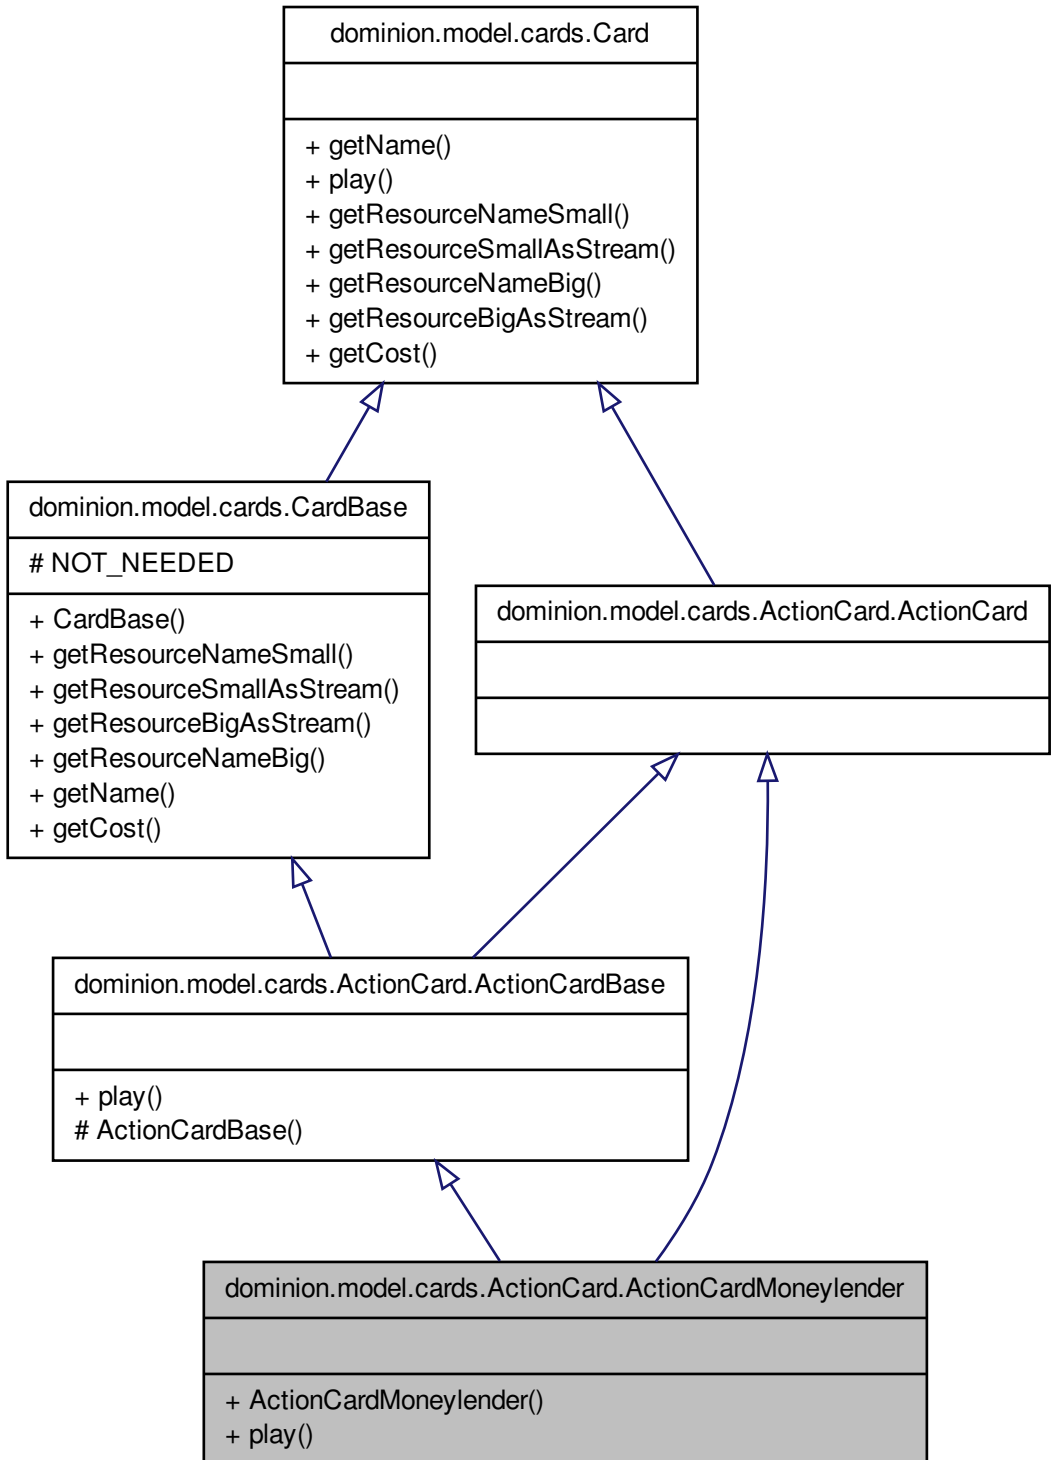 dominion.model.cards.Card
+ getName()
+ play()
+ getResourceNameSmall()
+ getResourceSmallAsStream()
+ getResourceNameBig()
+ getResourceBigAsStream()
+ getCost()
dominion.model.cards.CardBase
# NOT_NEEDED
+ CardBase()
+ getResourceNameSmall()
+ getResourceSmallAsStream()
+ getResourceBigAsStream()
+ getResourceNameBig()
+ getName()
+ getCost()
dominion.model.cards.ActionCard.ActionCard
dominion.model.cards.ActionCard.ActionCardBase
+ play()
# ActionCardBase()
dominion.model.cards.ActionCard.ActionCardMoneylender
+ ActionCardMoneylender()
+ play()